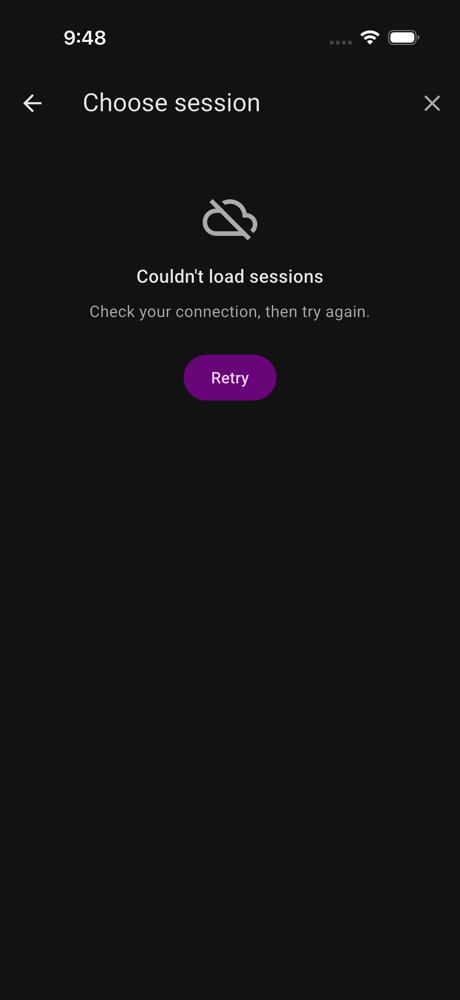 9:48
Choose session
Couldn't load sessions
Check your connection, then try again.
Retry